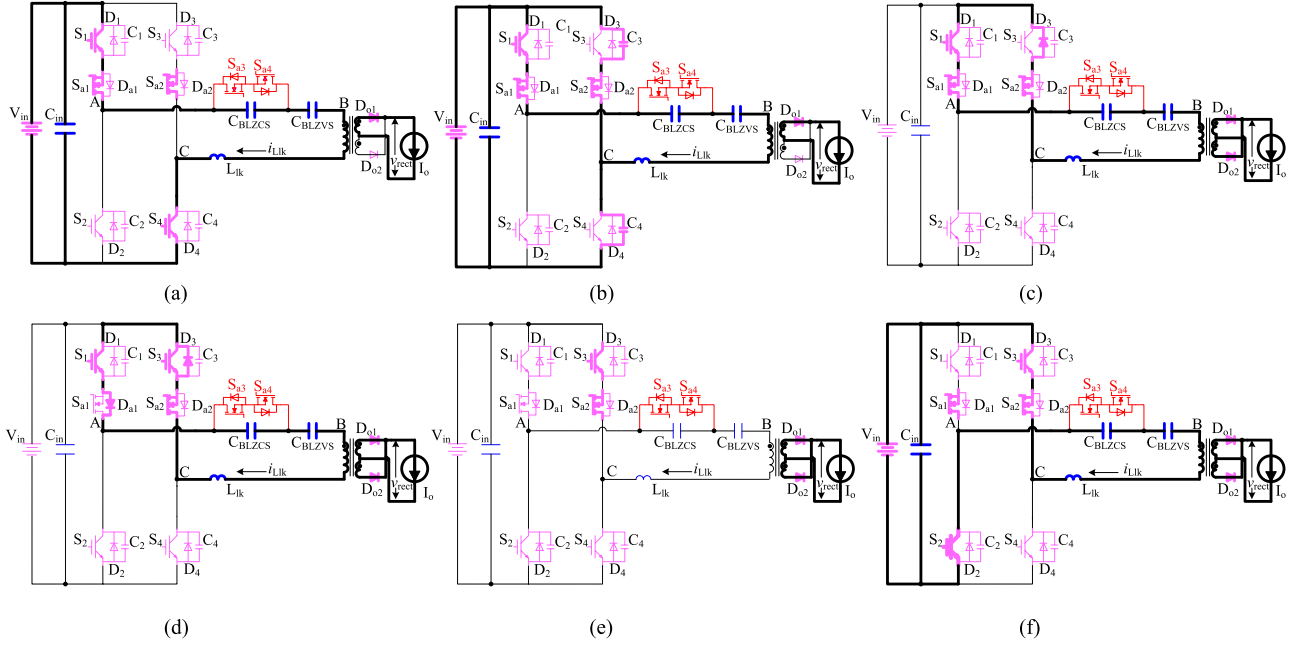 D1 D3
S1 C1 S3 C3
Sa1 Da1 Sa2 Da2 Sa3 Sa4
Vin Cin A CBLZCS CBLZVS B Do1
C iLlk Llk vrect Io Do2
S2 C2 S4 C4
D2 D4
(a)
D1 D3
S1 C1 S3 C3
Sa1 Da1 Sa2 Da2 Sa3 Sa4
Vin Cin A CBLZCS CBLZVS B Do1
C iLlk Llk vrect Io Do2
S2 C2 S4 C4
D2 D4
(b)
D1 D3
S1 C1 S3 C3
Sa1 Da1 Sa2 Da2 Sa3 Sa4
Vin Cin A CBLZCS CBLZVS B Do1
C iLlk Llk vrect Io Do2
S2 C2 S4 C4
D2 D4
(c)
D1 D3
S1 C1 S3 C3
Sa1 Da1 Sa2 Da2 Sa3 Sa4
Vin Cin A CBLZCS CBLZVS B Do1
C iLlk Llk vrect Io Do2
S2 C2 S4 C4
D2 D4
(d)
D1 D3
S1 C1 S3 C3
Sa1 Da1 Sa2 Da2 Sa3 Sa4
Vin Cin A CBLZCS CBLZVS B Do1
C iLlk Llk vrect Io Do2
S2 C2 S4 C4
D2 D4
(e)
D1 D3
S1 C1 S3 C3
Sa1 Da1 Sa2 Da2 Sa3 Sa4
Vin Cin A CBLZCS CBLZVS B Do1
C iLlk Llk vrect Io Do2
S2 C2 S4 C4
D2 D4
(f)